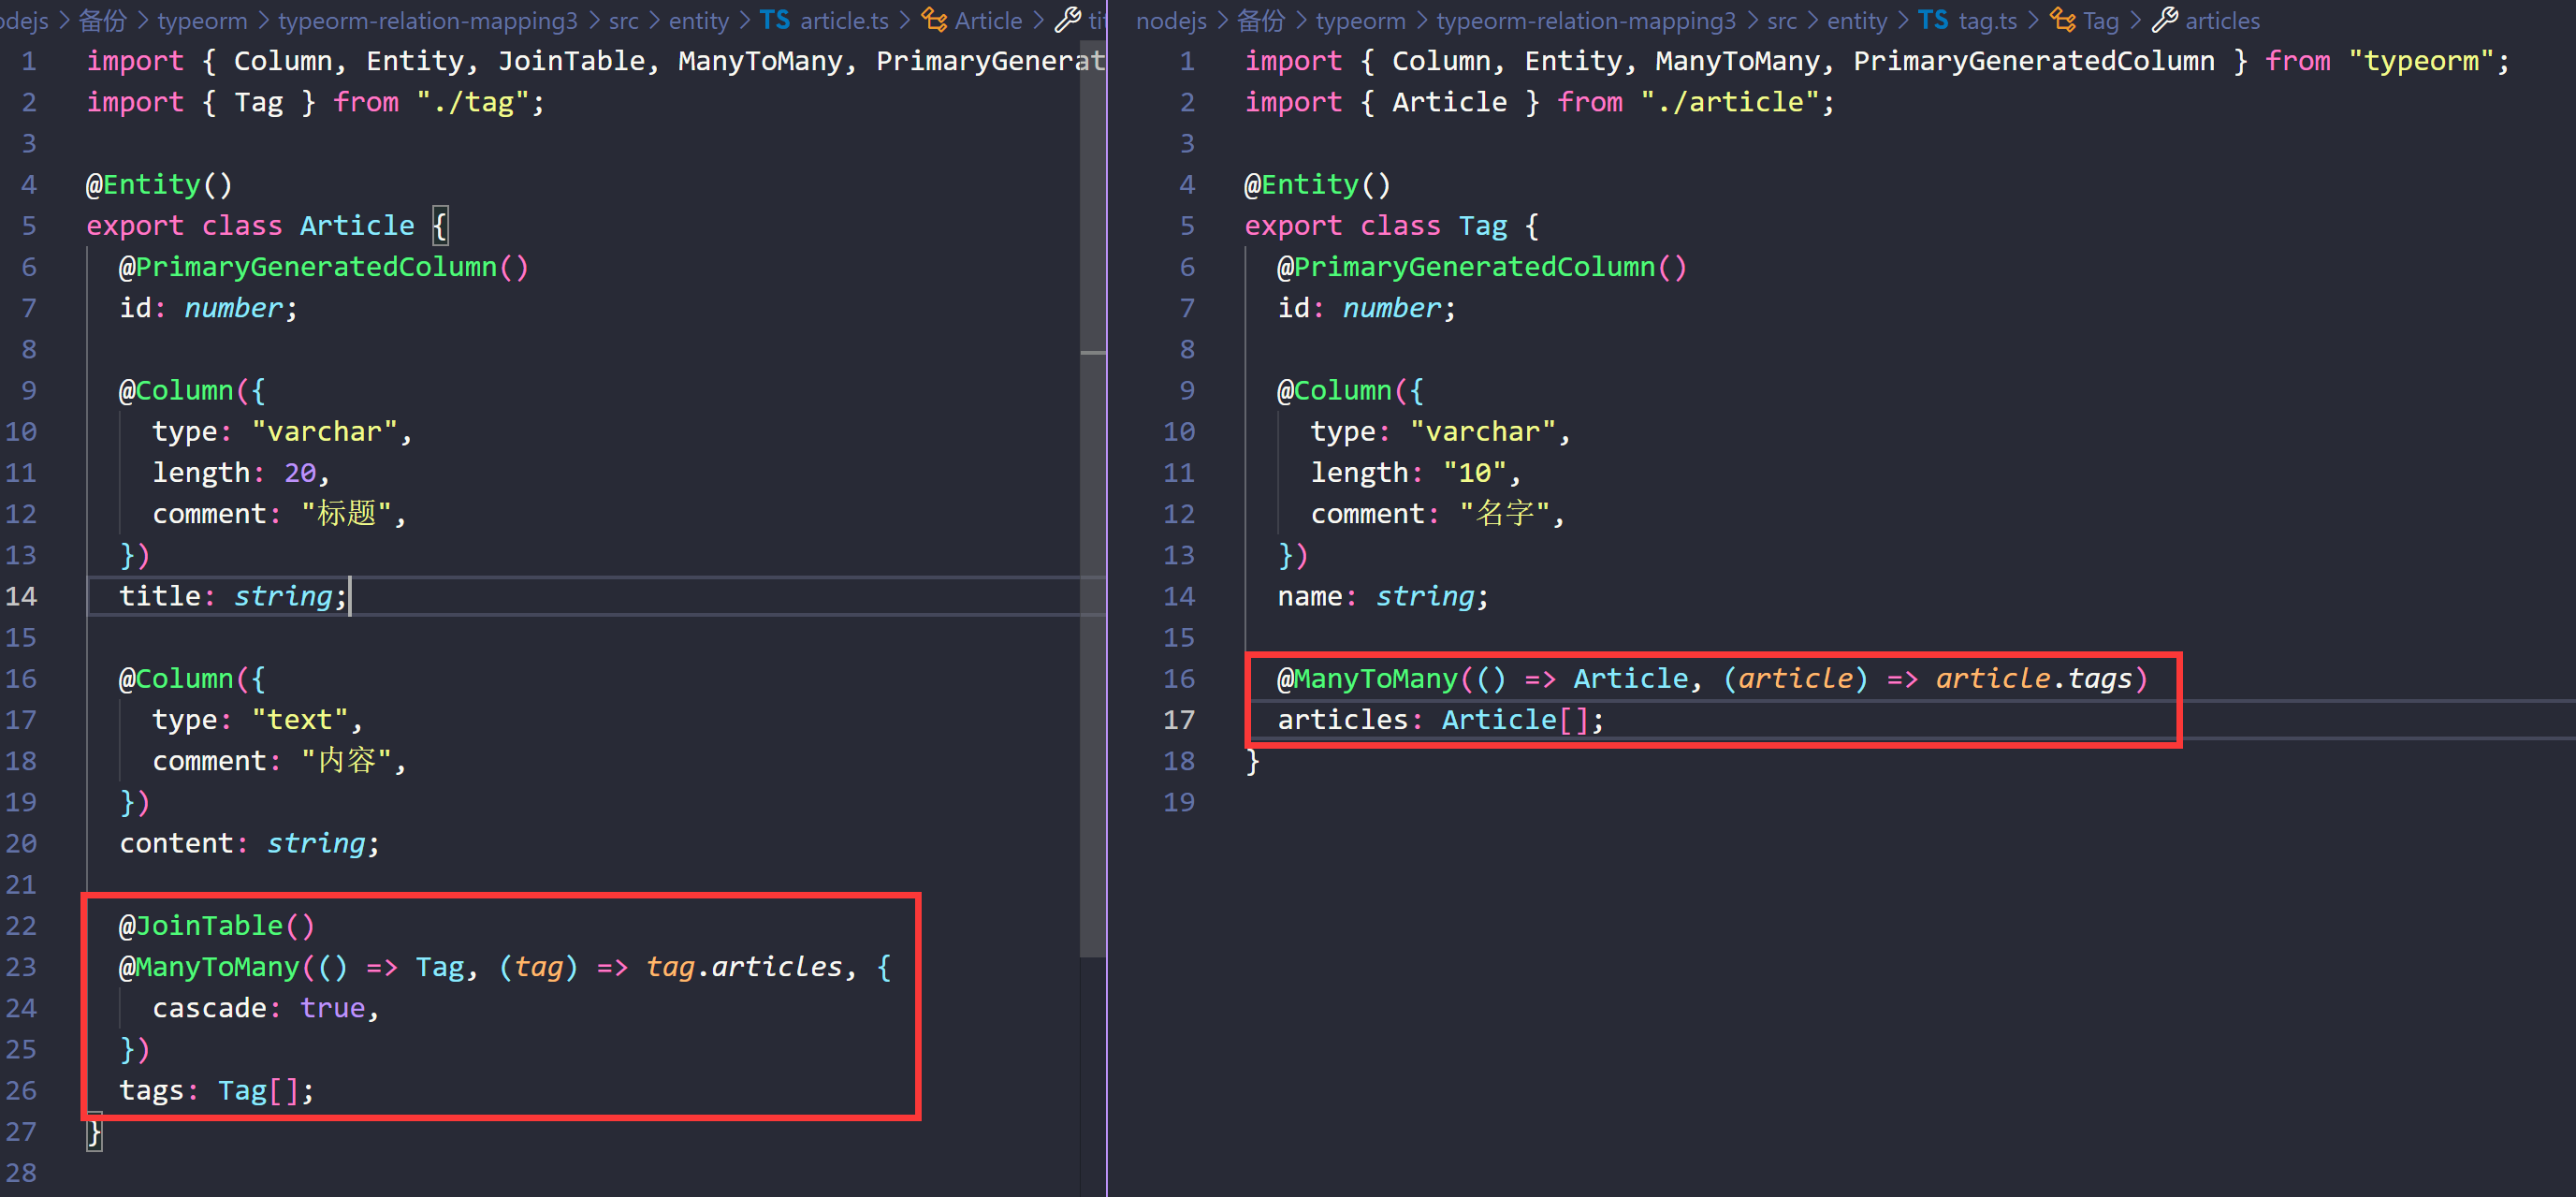 odejs > 备份 > typeorm > typeorm-relation-mapping3 > src > entity > TS article.ts > Article > ti
1 import { Column, Entity, JoinTable, ManyToMany, PrimaryGenerat
2 import { Tag } from "./tag";
3
4 @Entity()
5 export class Article {
6 @PrimaryGeneratedColumn()
7 id: number;
8
9 @Column({
10 type: "varchar",
11 length: 20,
12 comment: "标题",
13 })
14 title: string;
15
16 @Column({
17 type: "text",
18 comment: "内容",
19 })
20 content: string;
21
22 @JoinTable()
23 @ManyToMany(() => Tag, (tag) => tag.articles, {
24 cascade: true,
25 })
26 tags: Tag[];
27 }
28
nodejs > 备份 > typeorm > typeorm-relation-mapping3 > src > entity > TS tag.ts > Tag > articles
1 import { Column, Entity, ManyToMany, PrimaryGeneratedColumn } from "typeorm";
2 import { Article } from "./article";
3
4 @Entity()
5 export class Tag {
6 @PrimaryGeneratedColumn()
7 id: number;
8
9 @Column({
10 type: "varchar",
11 length: "10",
12 comment: "名字",
13 })
14 name: string;
15
16 @ManyToMany(() => Article, (article) => article.tags)
17 articles: Article[];
18 }
19